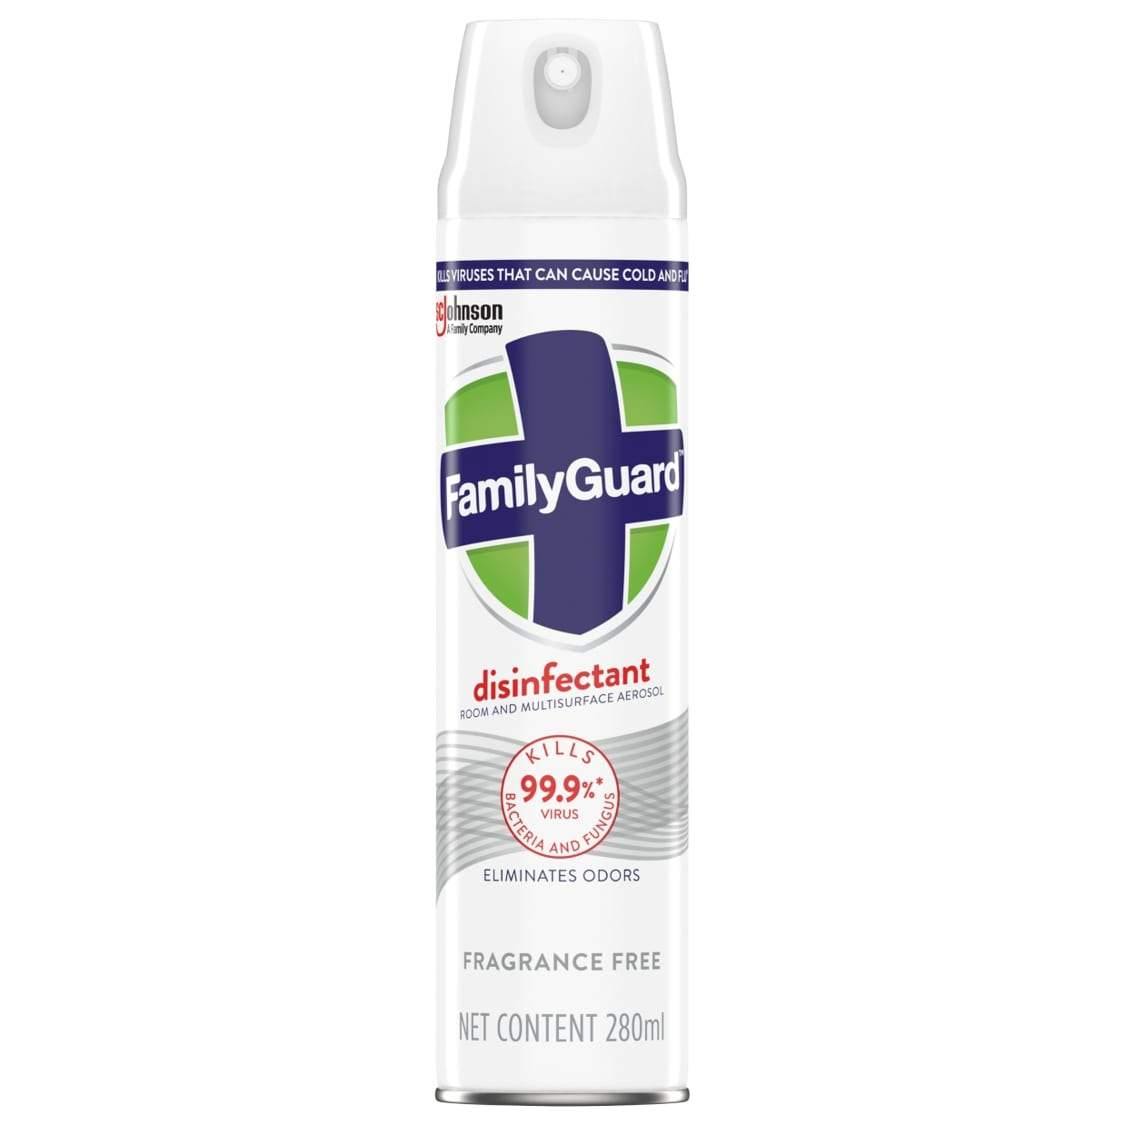 KILLS VIRUSES THAT CAN CAUSE COLD AND FLU*
SC Johnson
A Family Company
FamilyGuard™
disinfectant
ROOM AND MULTISURFACE AEROSOL
KILLS
99.9%*
VIRUS
BACTERIA AND FUNGUS
ELIMINATES ODORS
FRAGRANCE FREE
NET CONTENT 280ml